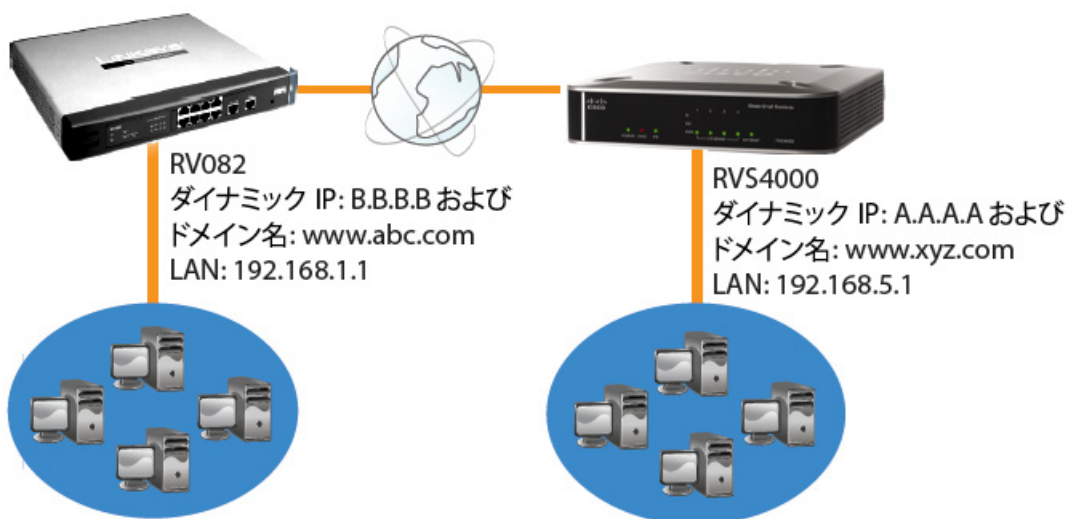 LINKSYS
RV082
ダイナミック IP: B.B.B.B および
ドメイン名: www.abc.com
LAN: 192.168.1.1
CISCO
RVS4000
ダイナミック IP: A.A.A.A および
ドメイン名: www.xyz.com
LAN: 192.168.5.1